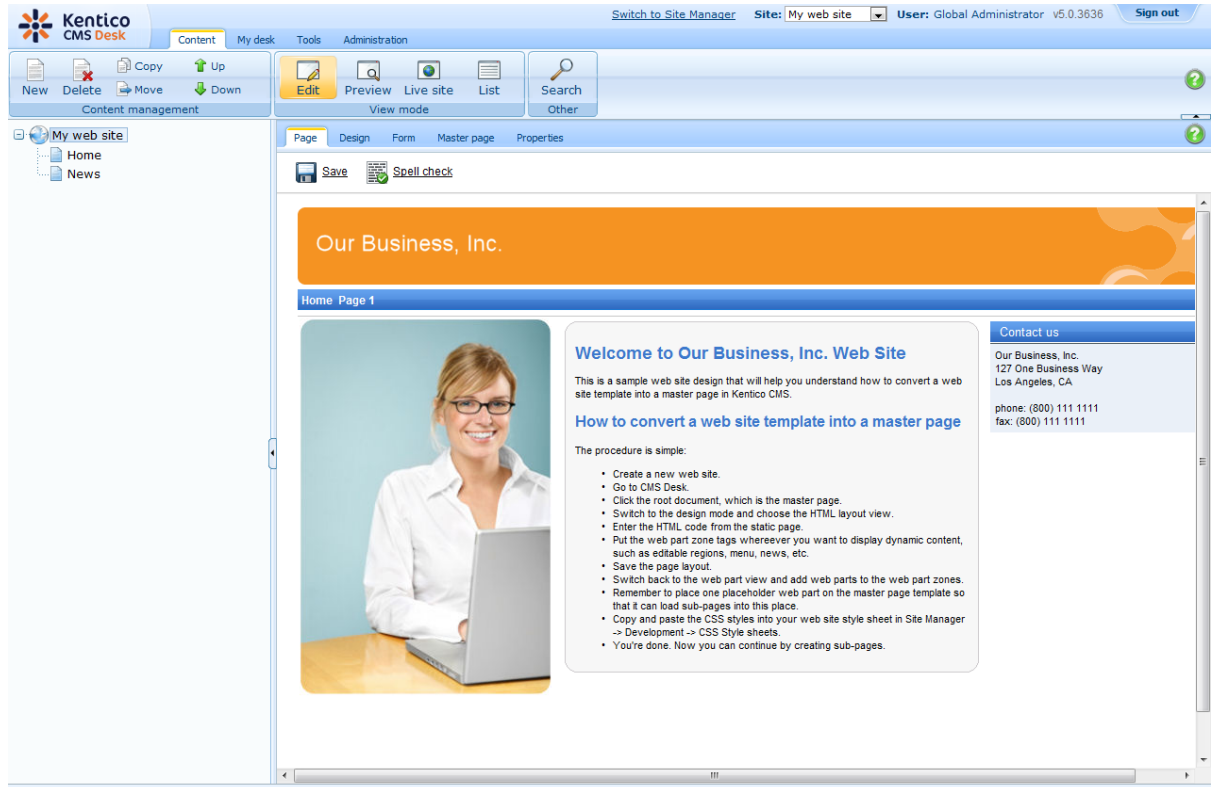 Kentico
CMS Desk
Switch to Site Manager Site: My web site User: Global Administrator v5.0.3636 Sign out
Content My desk Tools Administration
New Delete Copy Move Up Down
Content management
Edit Preview Live site List
View mode
Search
Other
My web site
Home
News
Page Design Form Master page Properties
Save Spell check
Our Business, Inc.
Home Page 1
Welcome to Our Business, Inc. Web Site
This is a sample web site design that will help you understand how to convert a web
site template into a master page in Kentico CMS.
How to convert a web site template into a master page
The procedure is simple:
• Create a new web site.
• Go to CMS Desk.
• Click the root document, which is the master page.
• Switch to the design mode and choose the HTML layout view.
• Enter the HTML code from the static page.
• Put the web part zone tags whereever you want to display dynamic content,
such as editable regions, menu, news, etc.
• Save the page layout.
• Switch back to the web part view and add web parts to the web part zones.
• Remember to place one placeholder web part on the master page template so
that it can load sub-pages into this place.
• Copy and paste the CSS styles into your web site style sheet in Site Manager
-> Development -> CSS Style sheets.
• You're done. Now you can continue by creating sub-pages.
Contact us
Our Business, Inc.
127 One Business Way
Los Angeles, CA
phone: (800) 111 1111
fax: (800) 111 1111